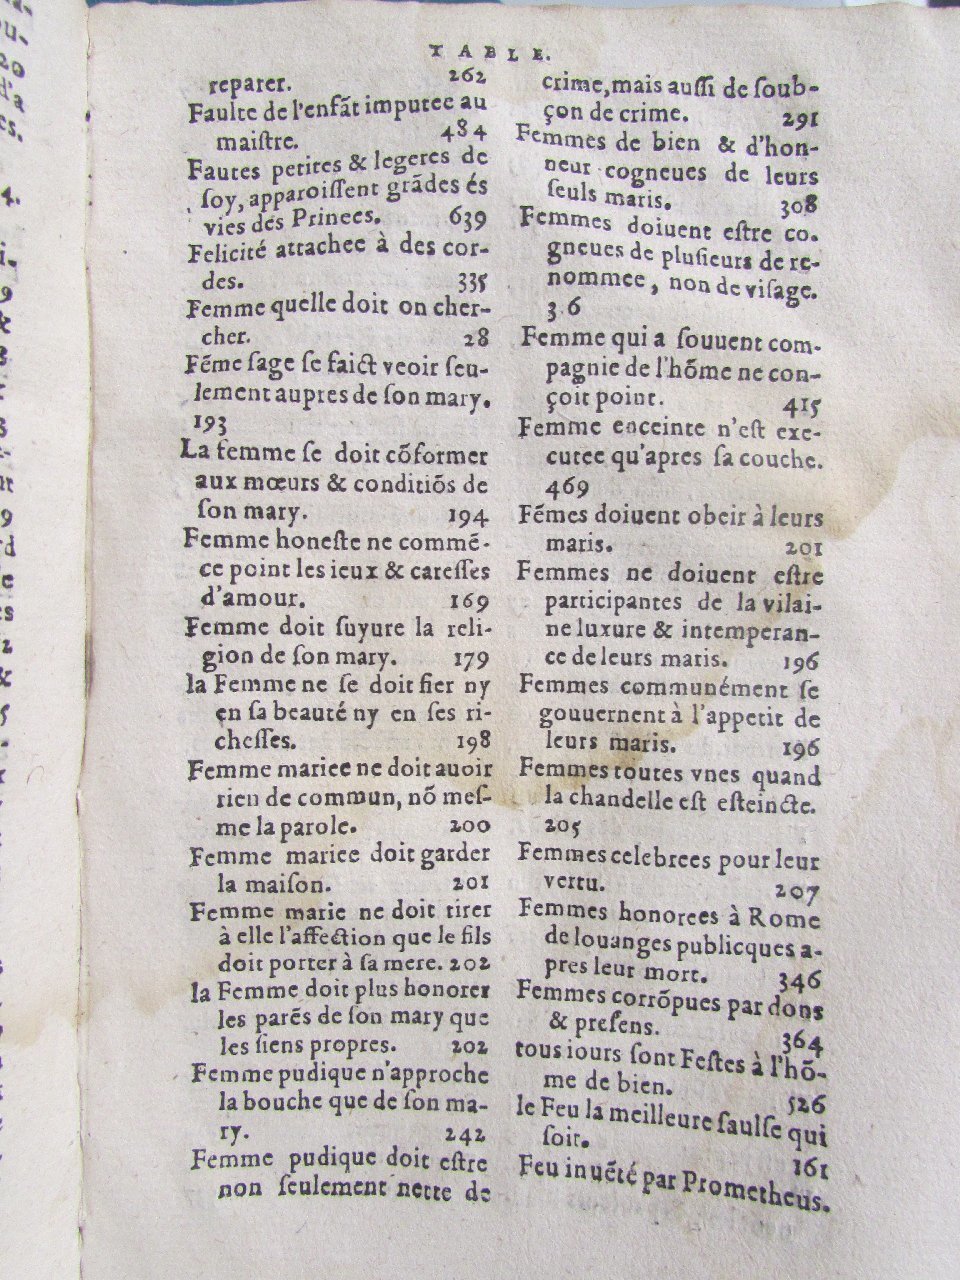 TABLE.
reparer. 262
Faulte de l'enfãt imputee au
maistre. 484
Fautes petites & legeres de
ſoy, apparoiſſent grãdes és
vies des Princes. 639
Felicité attachee à des cor-
des. 335
Femme quelle doit on cher-
cher. 28
Fẽme sage se faict veoir ſeu-
lement aupres de ſon mary.
193
La femme ſe doit cõformer
aux mœurs & conditiõs de
ſon mary. 194
Femme honeſte ne commẽ-
ce point les ieux & careſſes
d'amour. 169
Femme doit ſuyure la reli-
gion de ſon mary. 179
la Femme ne se doit fier ny
en sa beauté ny en ses ri-
cheſſes. 198
Femme mariee ne doit auoir
rien de commun, nõ meſ-
me la parole. 200
Femme mariee doit garder
la maiſon. 201
Femme marie ne doit tirer
à elle l'affection que le fils
doit porter à sa mere. 202
la Femme doit plus honorer
les parẽs de ſon mary que
les ſiens propres. 202
Femme pudique n'approche
la bouche que de ſon ma-
ry. 242
Femme pudique doit eſtre
non ſeulement nette de
crime, mais auſſi de ſoub-
çon de crime. 291
Femmes de bien & d'hon-
neur cogneues de leurs
ſeuls maris. 308
Femmes doiuent eſtre co.
gneues de pluſieurs de re-
nommee, non de viſage.
3 6
Femme qui a ſouuent com-
pagnie de l'hõme ne con-
çoit point. 415
Femme enceinte n'eſt exe-
cutee qu'apres ſa couche.
469
Fẽmes doiuent obeir à leurs
maris. 201
Femmes ne doiuent eſtre
participantes de la vilai-
ne luxure & intemperan-
ce de leurs maris. 196
Femmes communément ſe
gouuernent à l'appetit de
leurs maris. 196
Femmes toutes vnes quand
la chandelle eſt eſteincte.
205
Femmes celebrees pour leur
vertu. 207
Femmes honorees à Rome
de louanges publicques a-
pres leur mort. 346
Femmes corrõpues par dons
& preſens. 364
tousiours ſont Feſtes à l'hõ-
me de bien. 526
le Feu la meilleure ſaulſe qui
ſoit. 161
Feu inuẽté par Prometheus.